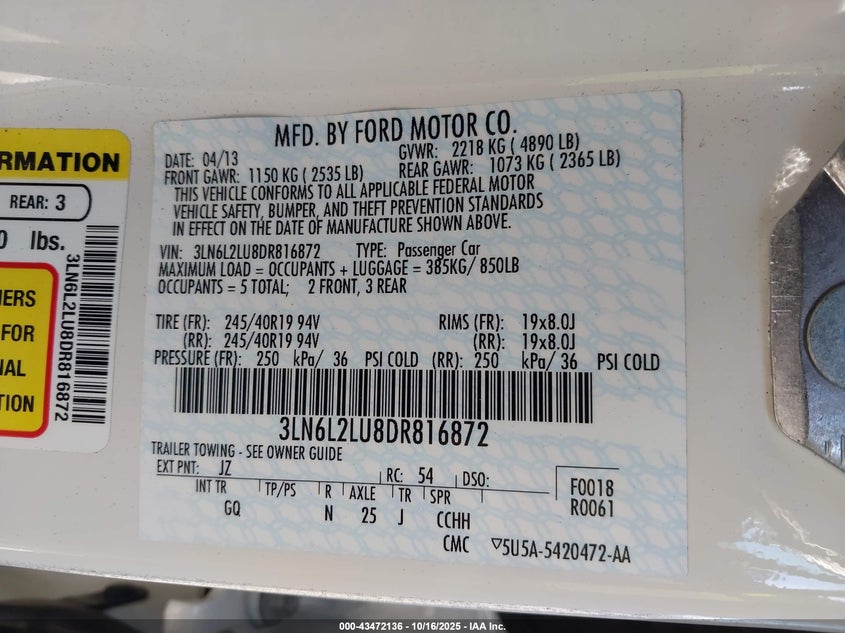 MFD. BY FORD MOTOR CO.
DATE: 04/13 GVWR: 2218 KG ( 4890 LB)
FRONT GAWR: 1150 KG ( 2535 LB) REAR GAWR: 1073 KG ( 2365 LB)
THIS VEHICLE CONFORMS TO ALL APPLICABLE FEDERAL MOTOR
VEHICLE SAFETY, BUMPER, AND THEFT PREVENTION STANDARDS
IN EFFECT ON THE DATE OF MANUFACTURE SHOWN ABOVE.
VIN: 3LN6L2LU8DR816872 TYPE: Passenger Car
MAXIMUM LOAD = OCCUPANTS + LUGGAGE = 385KG/ 850LB
OCCUPANTS = 5 TOTAL; 2 FRONT, 3 REAR
TIRE (FR): 245/40R19 94V RIMS (FR): 19x8.0J
(RR): 245/40R19 94V (RR): 19x8.0J
PRESSURE (FR): 250 kPa/ 36 PSI COLD (RR): 250 kPa/ 36 PSI COLD
3LN6L2LU8DR816872
TRAILER TOWING - SEE OWNER GUIDE
EXT PNT: JZ RC: 54 DSO: F0018
INT TR TP/PS R AXLE TR SPR R0061
GQ N 25 J CCHH
CMC 5U5A-5420472-AA
RMATION
REAR: 3
0 lbs.
NERS
FOR
NAL
TION
3LN6L2LU8DR816872
000-43472136 - 10/16/2025 - IAA Inc.